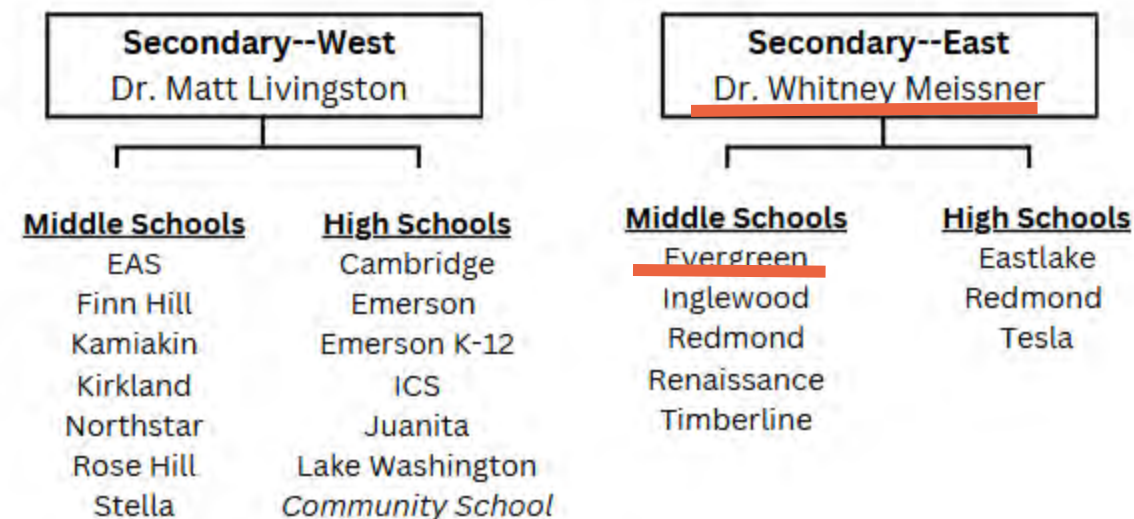 Secondary--West
Dr. Matt Livingston
Middle Schools
EAS
Finn Hill
Kamiakin
Kirkland
Northstar
Rose Hill
Stella
High Schools
Cambridge
Emerson
Emerson K-12
ICS
Juanita
Lake Washington
Community School
Secondary--East
Dr. Whitney Meissner
Middle Schools
Evergreen
Inglewood
Redmond
Renaissance
Timberline
High Schools
Eastlake
Redmond
Tesla